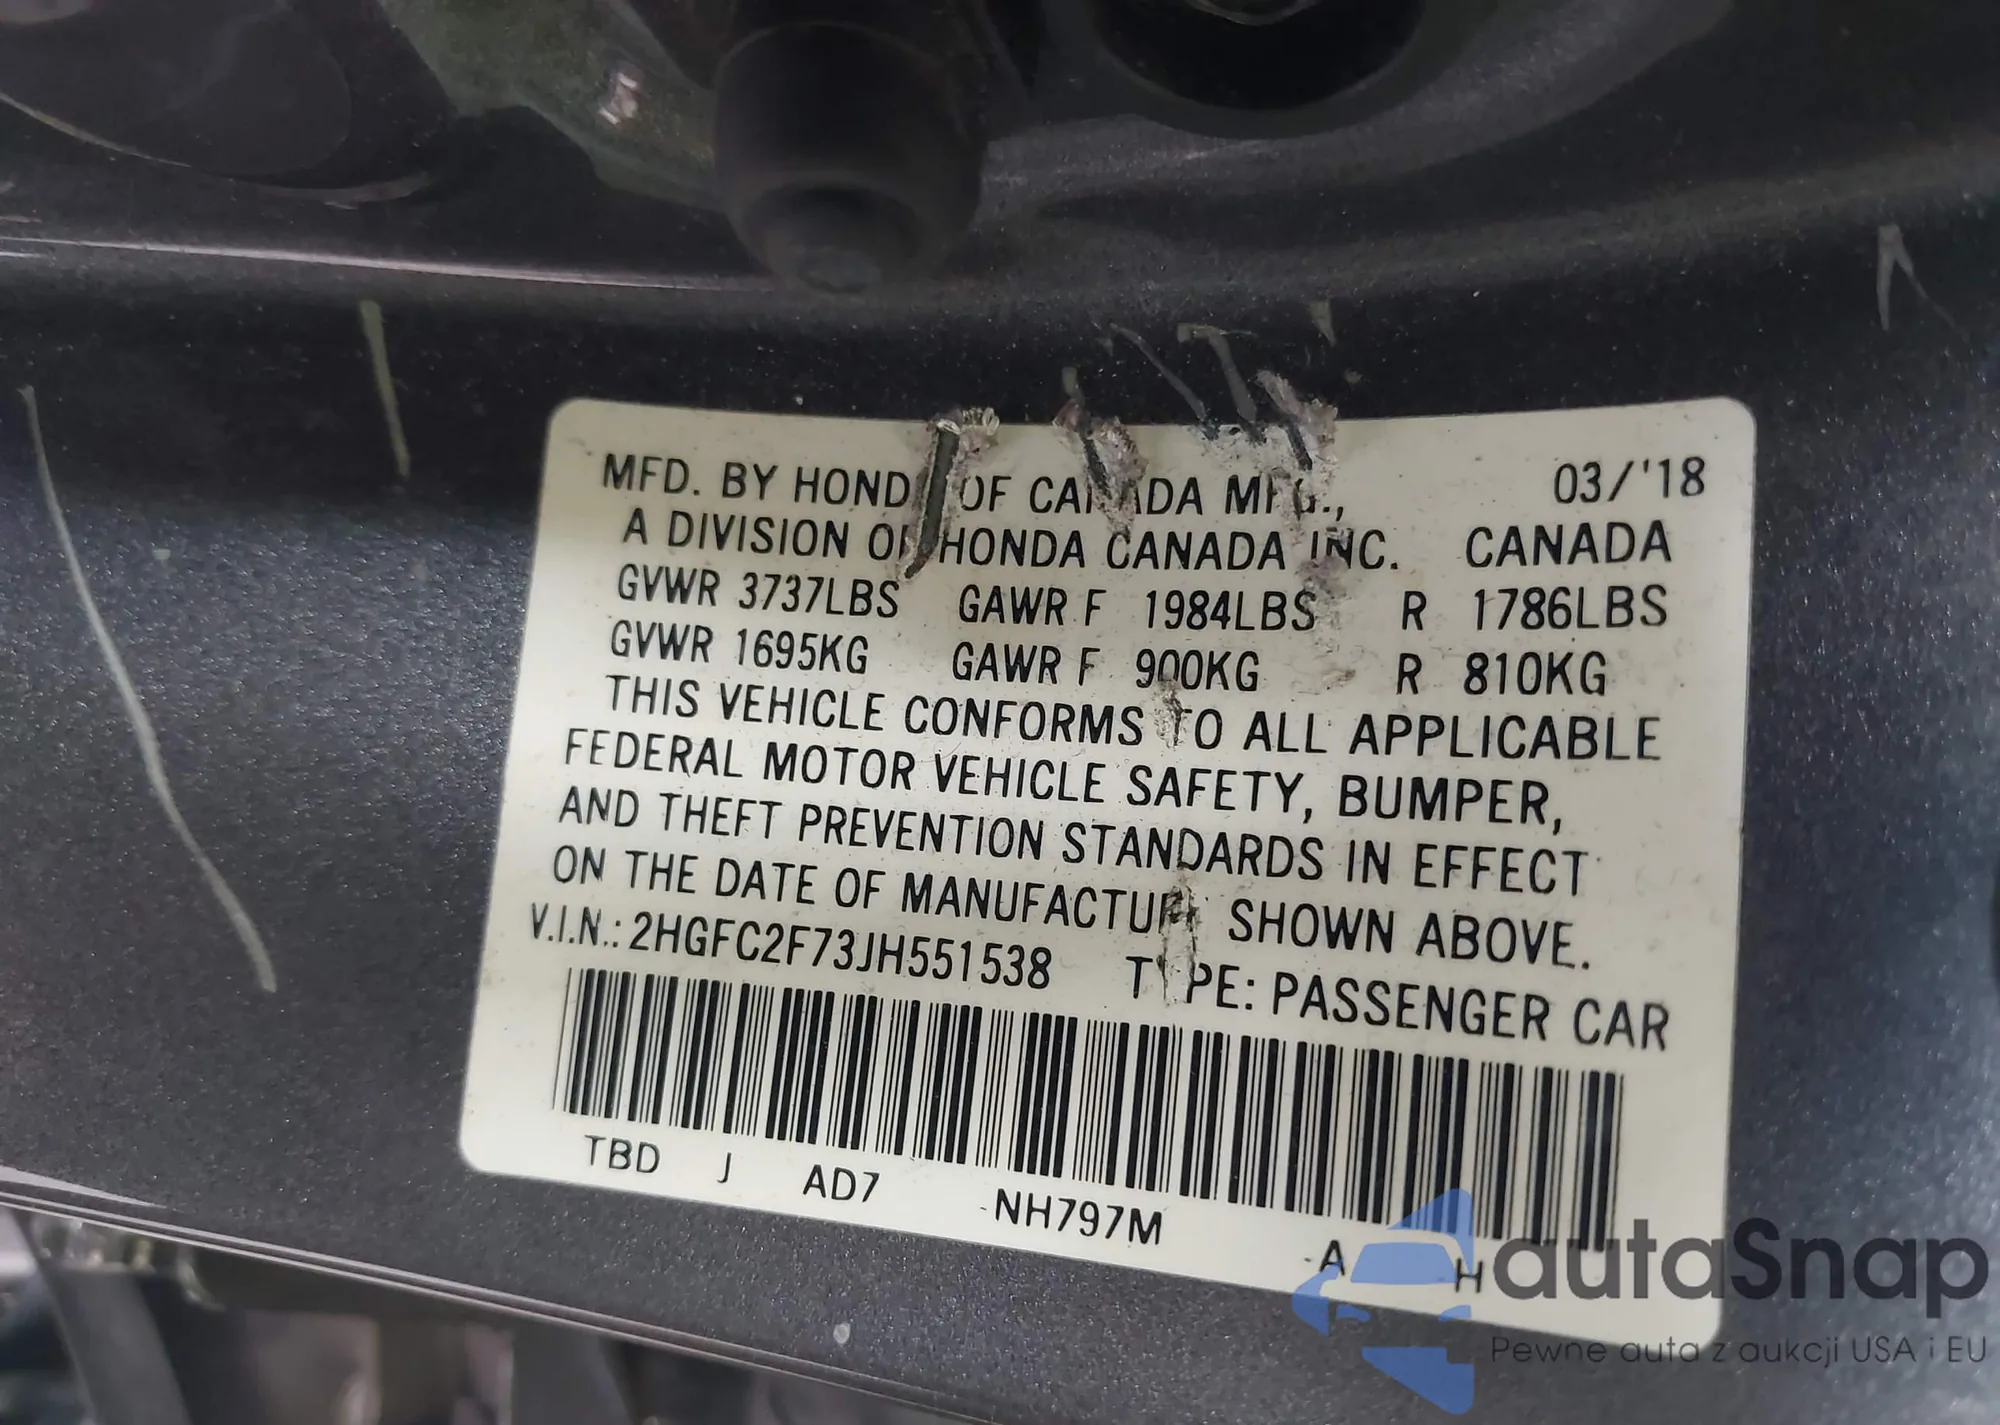 MFD. BY HONDA OF CANADA MFG., 03/'18
A DIVISION OF HONDA CANADA INC. CANADA
GVWR 3737LBS GAWR F 1984LBS R 1786LBS
GVWR 1695KG GAWR F 900KG R 810KG
THIS VEHICLE CONFORMS TO ALL APPLICABLE
FEDERAL MOTOR VEHICLE SAFETY, BUMPER,
AND THEFT PREVENTION STANDARDS IN EFFECT
ON THE DATE OF MANUFACTURE SHOWN ABOVE.
V.I.N.: 2HGFC2F73JH551538 TYPE: PASSENGER CAR
TBD J AD7 -NH797M -A -H
autaSnap
Pewne auta z aukcji USA i EU